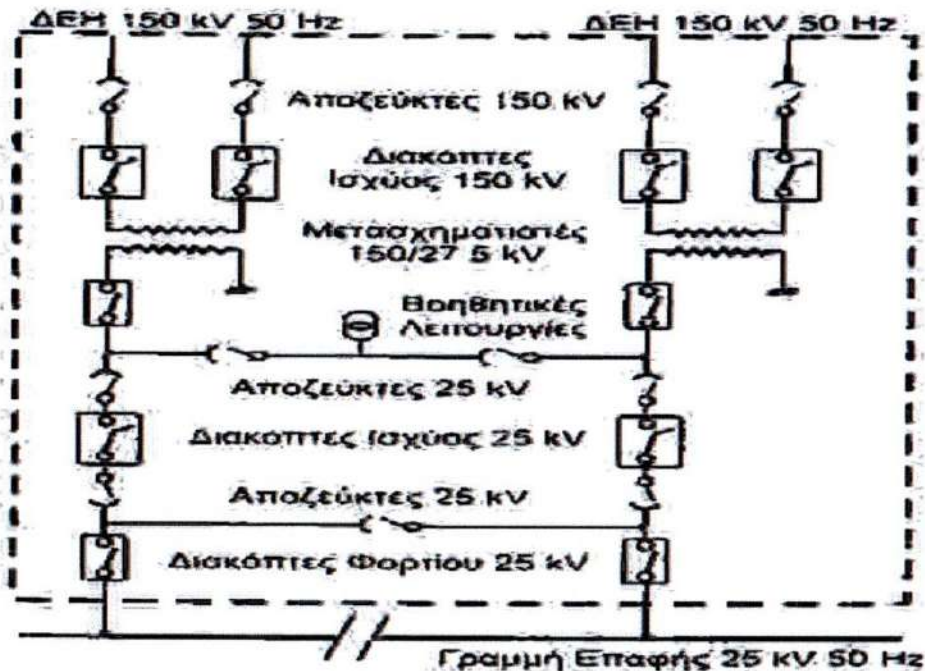 ΔΕΗ 150 kV 50 Hz
ΔΕΗ 150 kV 50 Hz
Αποζεύκτες 150 kV
Διακόπτες
Ισχύος 150 kV
Μετασχηματιστές
150/27 5 kV
Βοηθητικές
Λειτουργίες
Αποζεύκτες 25 kV
Διακόπτες Ισχύος 25 kV
Αποζεύκτες 25 kV
Διακόπτες Φορτίου 25 kV
Γραμμή Επαφής 25 kV 50 Hz